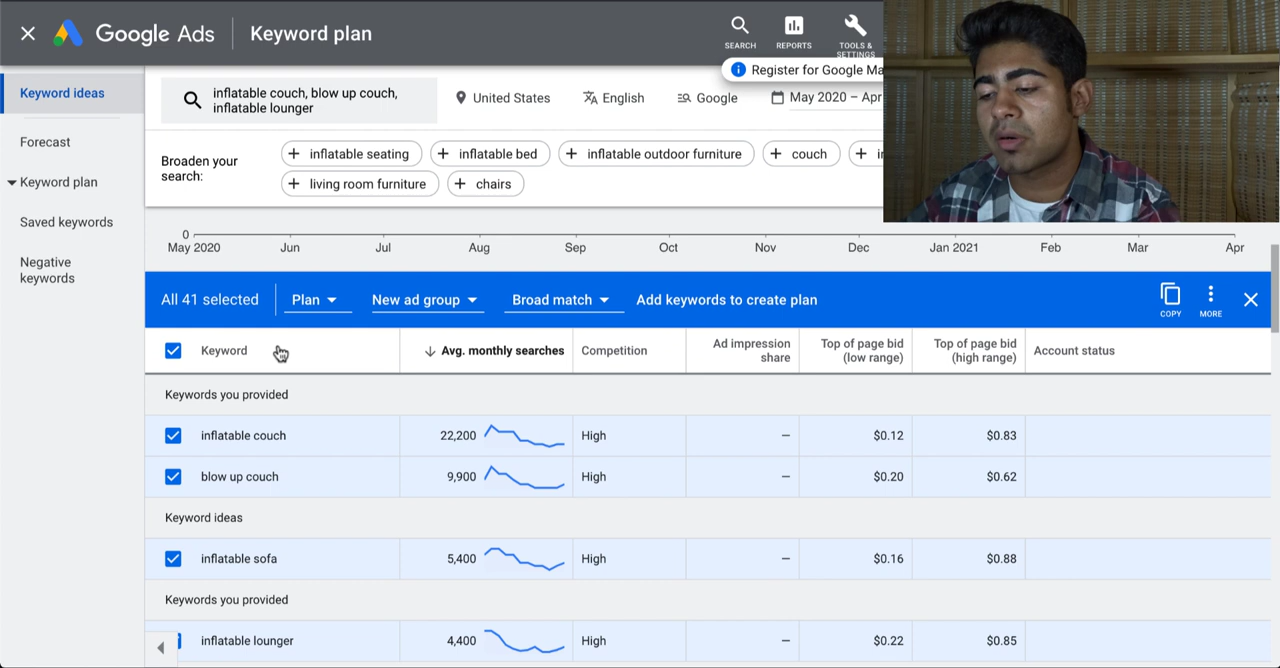 Google Ads
Keyword plan
SEARCH
REPORTS
TOOLS &
SETTINGS
Register for Google Ma
Keyword ideas
Forecast
Keyword plan
Saved keywords
Negative
keywords
inflatable couch, blow up couch,
inflatable lounger
United States
English
Google
May 2020 – Apr
Broaden your
search:
inflatable seating
inflatable bed
inflatable outdoor furniture
couch
living room furniture
chairs
0
May 2020 Jun Jul Aug Sep Oct Nov Dec Jan 2021 Feb Mar Apr
All 41 selected
Plan
New ad group
Broad match
Add keywords to create plan
COPY
MORE
Keyword
Avg. monthly searches
Competition
Ad impression
share
Top of page bid
(low range)
Top of page bid
(high range)
Account status
Keywords you provided
inflatable couch 22,200 High – $0.12 $0.83
blow up couch 9,900 High – $0.20 $0.62
Keyword ideas
inflatable sofa 5,400 High – $0.16 $0.88
Keywords you provided
inflatable lounger 4,400 High – $0.22 $0.85